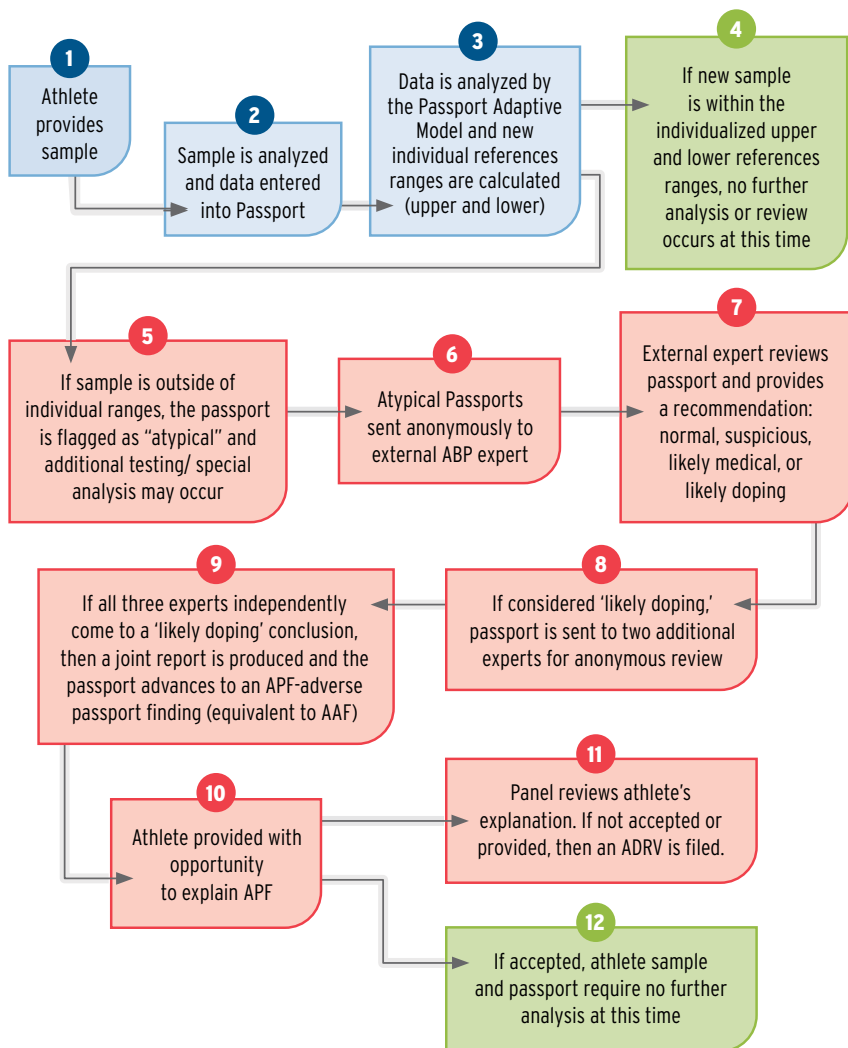 1
Athlete
provides
sample
2
Sample is analyzed
and data entered
into Passport
3
Data is analyzed by
the Passport Adaptive
Model and new
individual references
ranges are calculated
(upper and lower)
4
If new sample
is within the
individualized upper
and lower references
ranges, no further
analysis or review
occurs at this time
5
If sample is outside of
individual ranges, the passport
is flagged as “atypical” and
additional testing/ special
analysis may occur
6
Atypical Passports
sent anonymously to
external ABP expert
7
External expert reviews
passport and provides
a recommendation:
normal, suspicious,
likely medical, or
likely doping
8
If considered ‘likely doping,’
passport is sent to two additional
experts for anonymous review
9
If all three experts independently
come to a ‘likely doping’ conclusion,
then a joint report is produced and the
passport advances to an APF-adverse
passport finding (equivalent to AAF)
10
Athlete provided with
opportunity
to explain APF
11
Panel reviews athlete’s
explanation. If not accepted or
provided, then an ADRV is filed.
12
If accepted, athlete sample
and passport require no further
analysis at this time